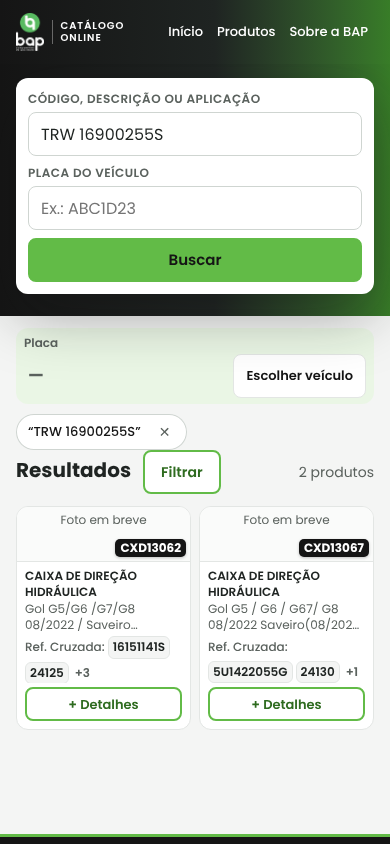 bap
CATÁLOGO
ONLINE
Início
Produtos
Sobre a BAP
CÓDIGO, DESCRIÇÃO OU APLICAÇÃO
TRW 16900255S
PLACA DO VEÍCULO
Ex.: ABC1D23
Buscar
Placa
—
Escolher veículo
“TRW 16900255S” ×
Resultados
Filtrar
2 produtos
Foto em breve
CXD13062
CAIXA DE DIREÇÃO
HIDRÁULICA
Gol G5/G6 /G7/G8
08/2022 / Saveiro...
Ref. Cruzada: 16151141S
24125 +3
+ Detalhes
Foto em breve
CXD13067
CAIXA DE DIREÇÃO
HIDRÁULICA
Gol G5 / G6 / G67/ G8
08/2022 Saveiro(08/202...
Ref. Cruzada:
5U1422055G 24130 +1
+ Detalhes